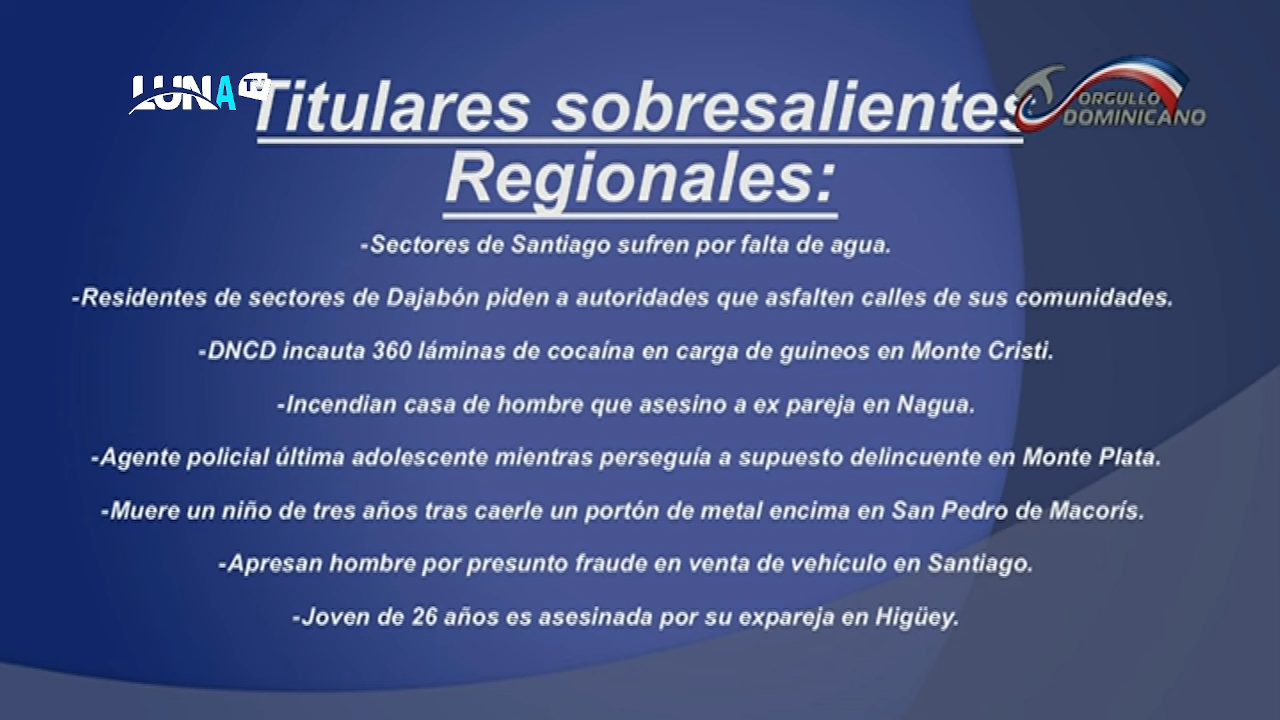 LUNA TV
ORGULLO
DOMINICANO
Titulares sobresalientes
Regionales:
-Sectores de Santiago sufren por falta de agua.
-Residentes de sectores de Dajabón piden a autoridades que asfalten calles de sus comunidades.
-DNCD incauta 360 láminas de cocaína en carga de guineos en Monte Cristi.
-Incendian casa de hombre que asesino a ex pareja en Nagua.
-Agente policial última adolescente mientras perseguía a supuesto delincuente en Monte Plata.
-Muere un niño de tres años tras caerle un portón de metal encima en San Pedro de Macorís.
-Apresan hombre por presunto fraude en venta de vehículo en Santiago.
-Joven de 26 años es asesinada por su expareja en Higüey.